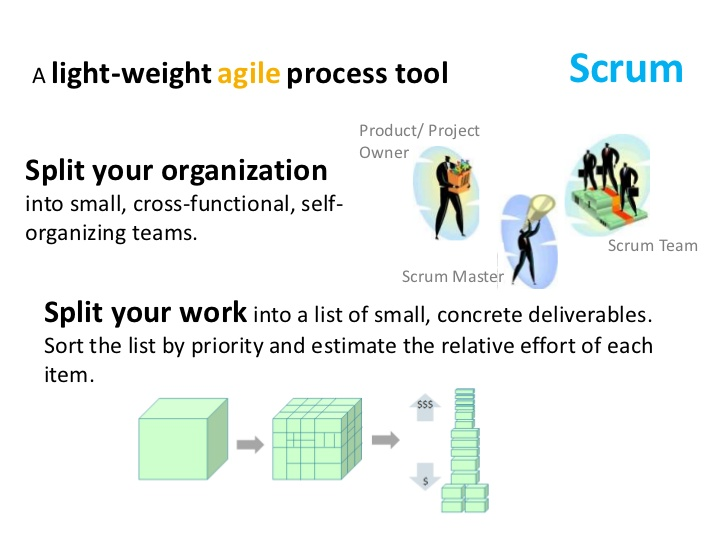 A light-weight agile process tool
Scrum
Product/ Project
Owner
Split your organization
into small, cross-functional, self-
organizing teams.
Scrum Team
Scrum Master
Split your work into a list of small, concrete deliverables.
Sort the list by priority and estimate the relative effort of each
item.
$$$
$